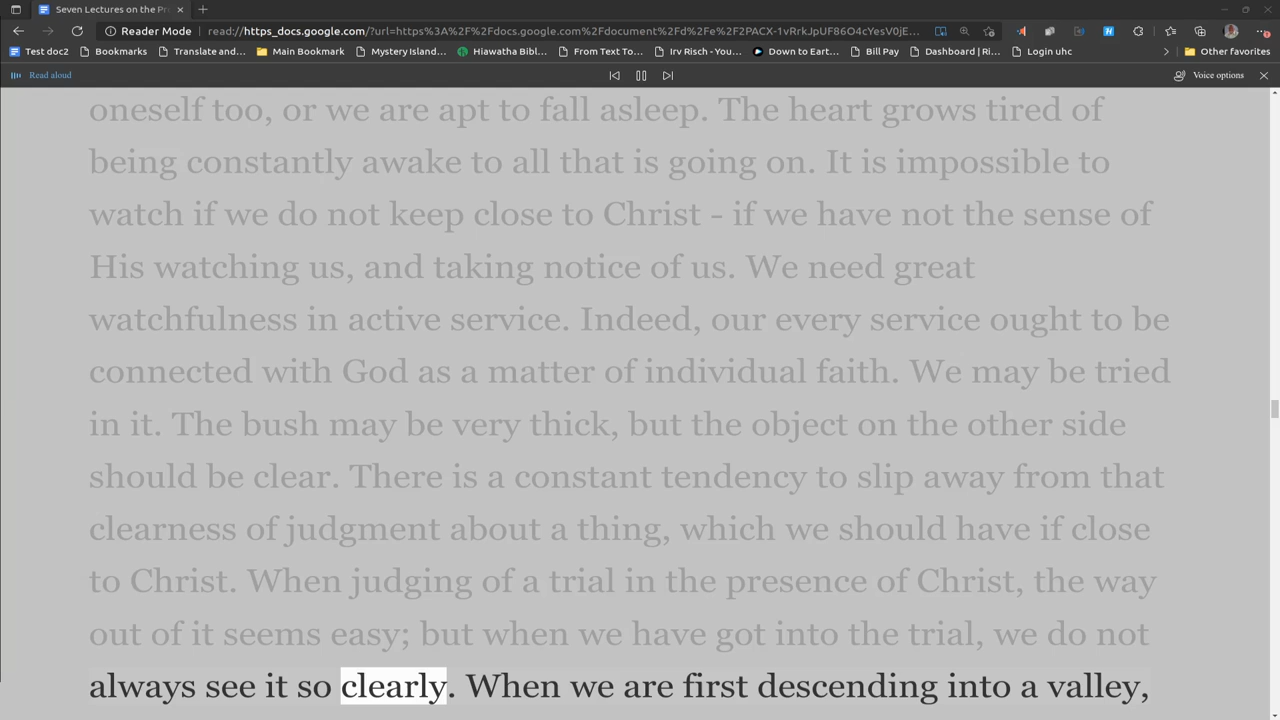 Seven Lectures on the Pr
Reader Mode read://https_docs.google.com/?url=https%3A%2F%2Fdocs.google.com%2Fdocument%2Fd%2Fe%2F2PACX-1vRrkJpUF86O4cYesV0jE...
Test doc2 Bookmarks Translate and... Main Bookmark Mystery Island... Hiawatha Bibl... From Text To... Irv Risch - You... Down to Eart... Bill Pay Dashboard | Ri... Login uhc Other favorites
Read aloud Voice options
oneself too, or we are apt to fall asleep. The heart grows tired of
being constantly awake to all that is going on. It is impossible to
watch if we do not keep close to Christ - if we have not the sense of
His watching us, and taking notice of us. We need great
watchfulness in active service. Indeed, our every service ought to be
connected with God as a matter of individual faith. We may be tried
in it. The bush may be very thick, but the object on the other side
should be clear. There is a constant tendency to slip away from that
clearness of judgment about a thing, which we should have if close
to Christ. When judging of a trial in the presence of Christ, the way
out of it seems easy; but when we have got into the trial, we do not
always see it so clearly. When we are first descending into a valley,